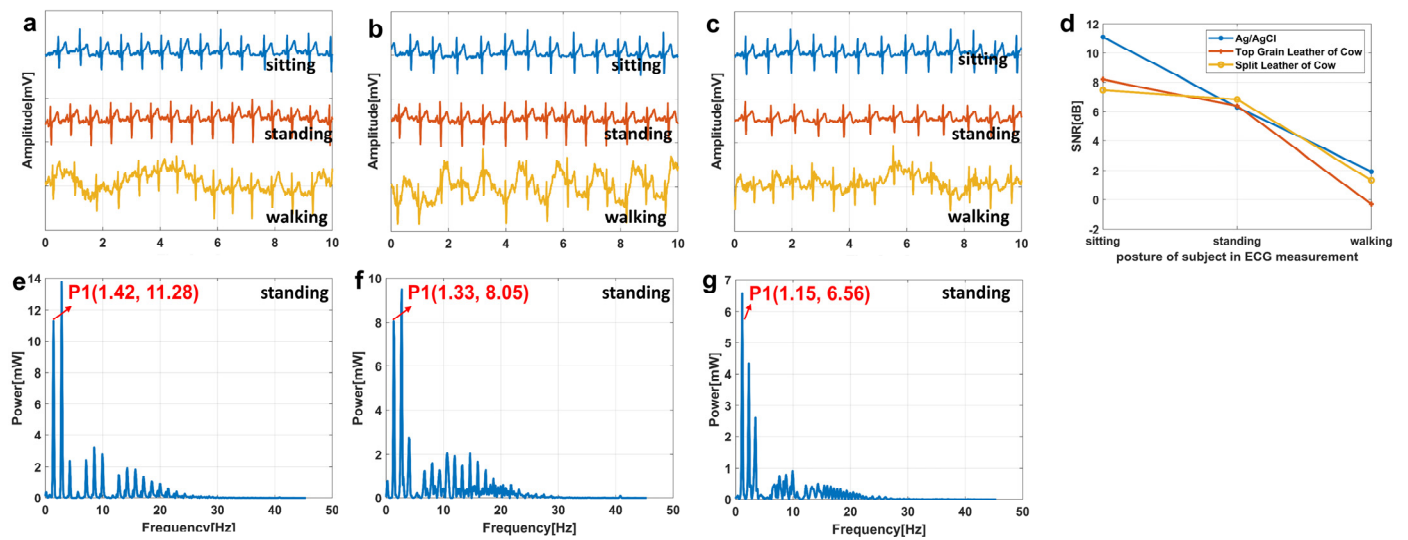 a
Amplitude[mV]
sitting
standing
walking
0 2 4 6 8 10
b
Amplitude[mV]
sitting
standing
walking
0 2 4 6 8 10
c
Amplitude[mV]
sitting
standing
walking
0 2 4 6 8 10
d
SNR[dB]
12
10
8
6
4
2
0
-2
Ag/AgCl
Top Grain Leather of Cow
Split Leather of Cow
sitting standing walking
posture of subject in ECG measurement
e
Power[mW]
14
12
10
8
6
4
2
0
P1(1.42, 11.28)
standing
0 10 20 30 40 50
Frequency[Hz]
f
Power[mW]
10
8
6
4
2
0
P1(1.33, 8.05)
standing
0 10 20 30 40 50
Frequency[Hz]
g
Power[mW]
7
6
5
4
3
2
1
0
P1(1.15, 6.56)
standing
0 10 20 30 40 50
Frequency[Hz]